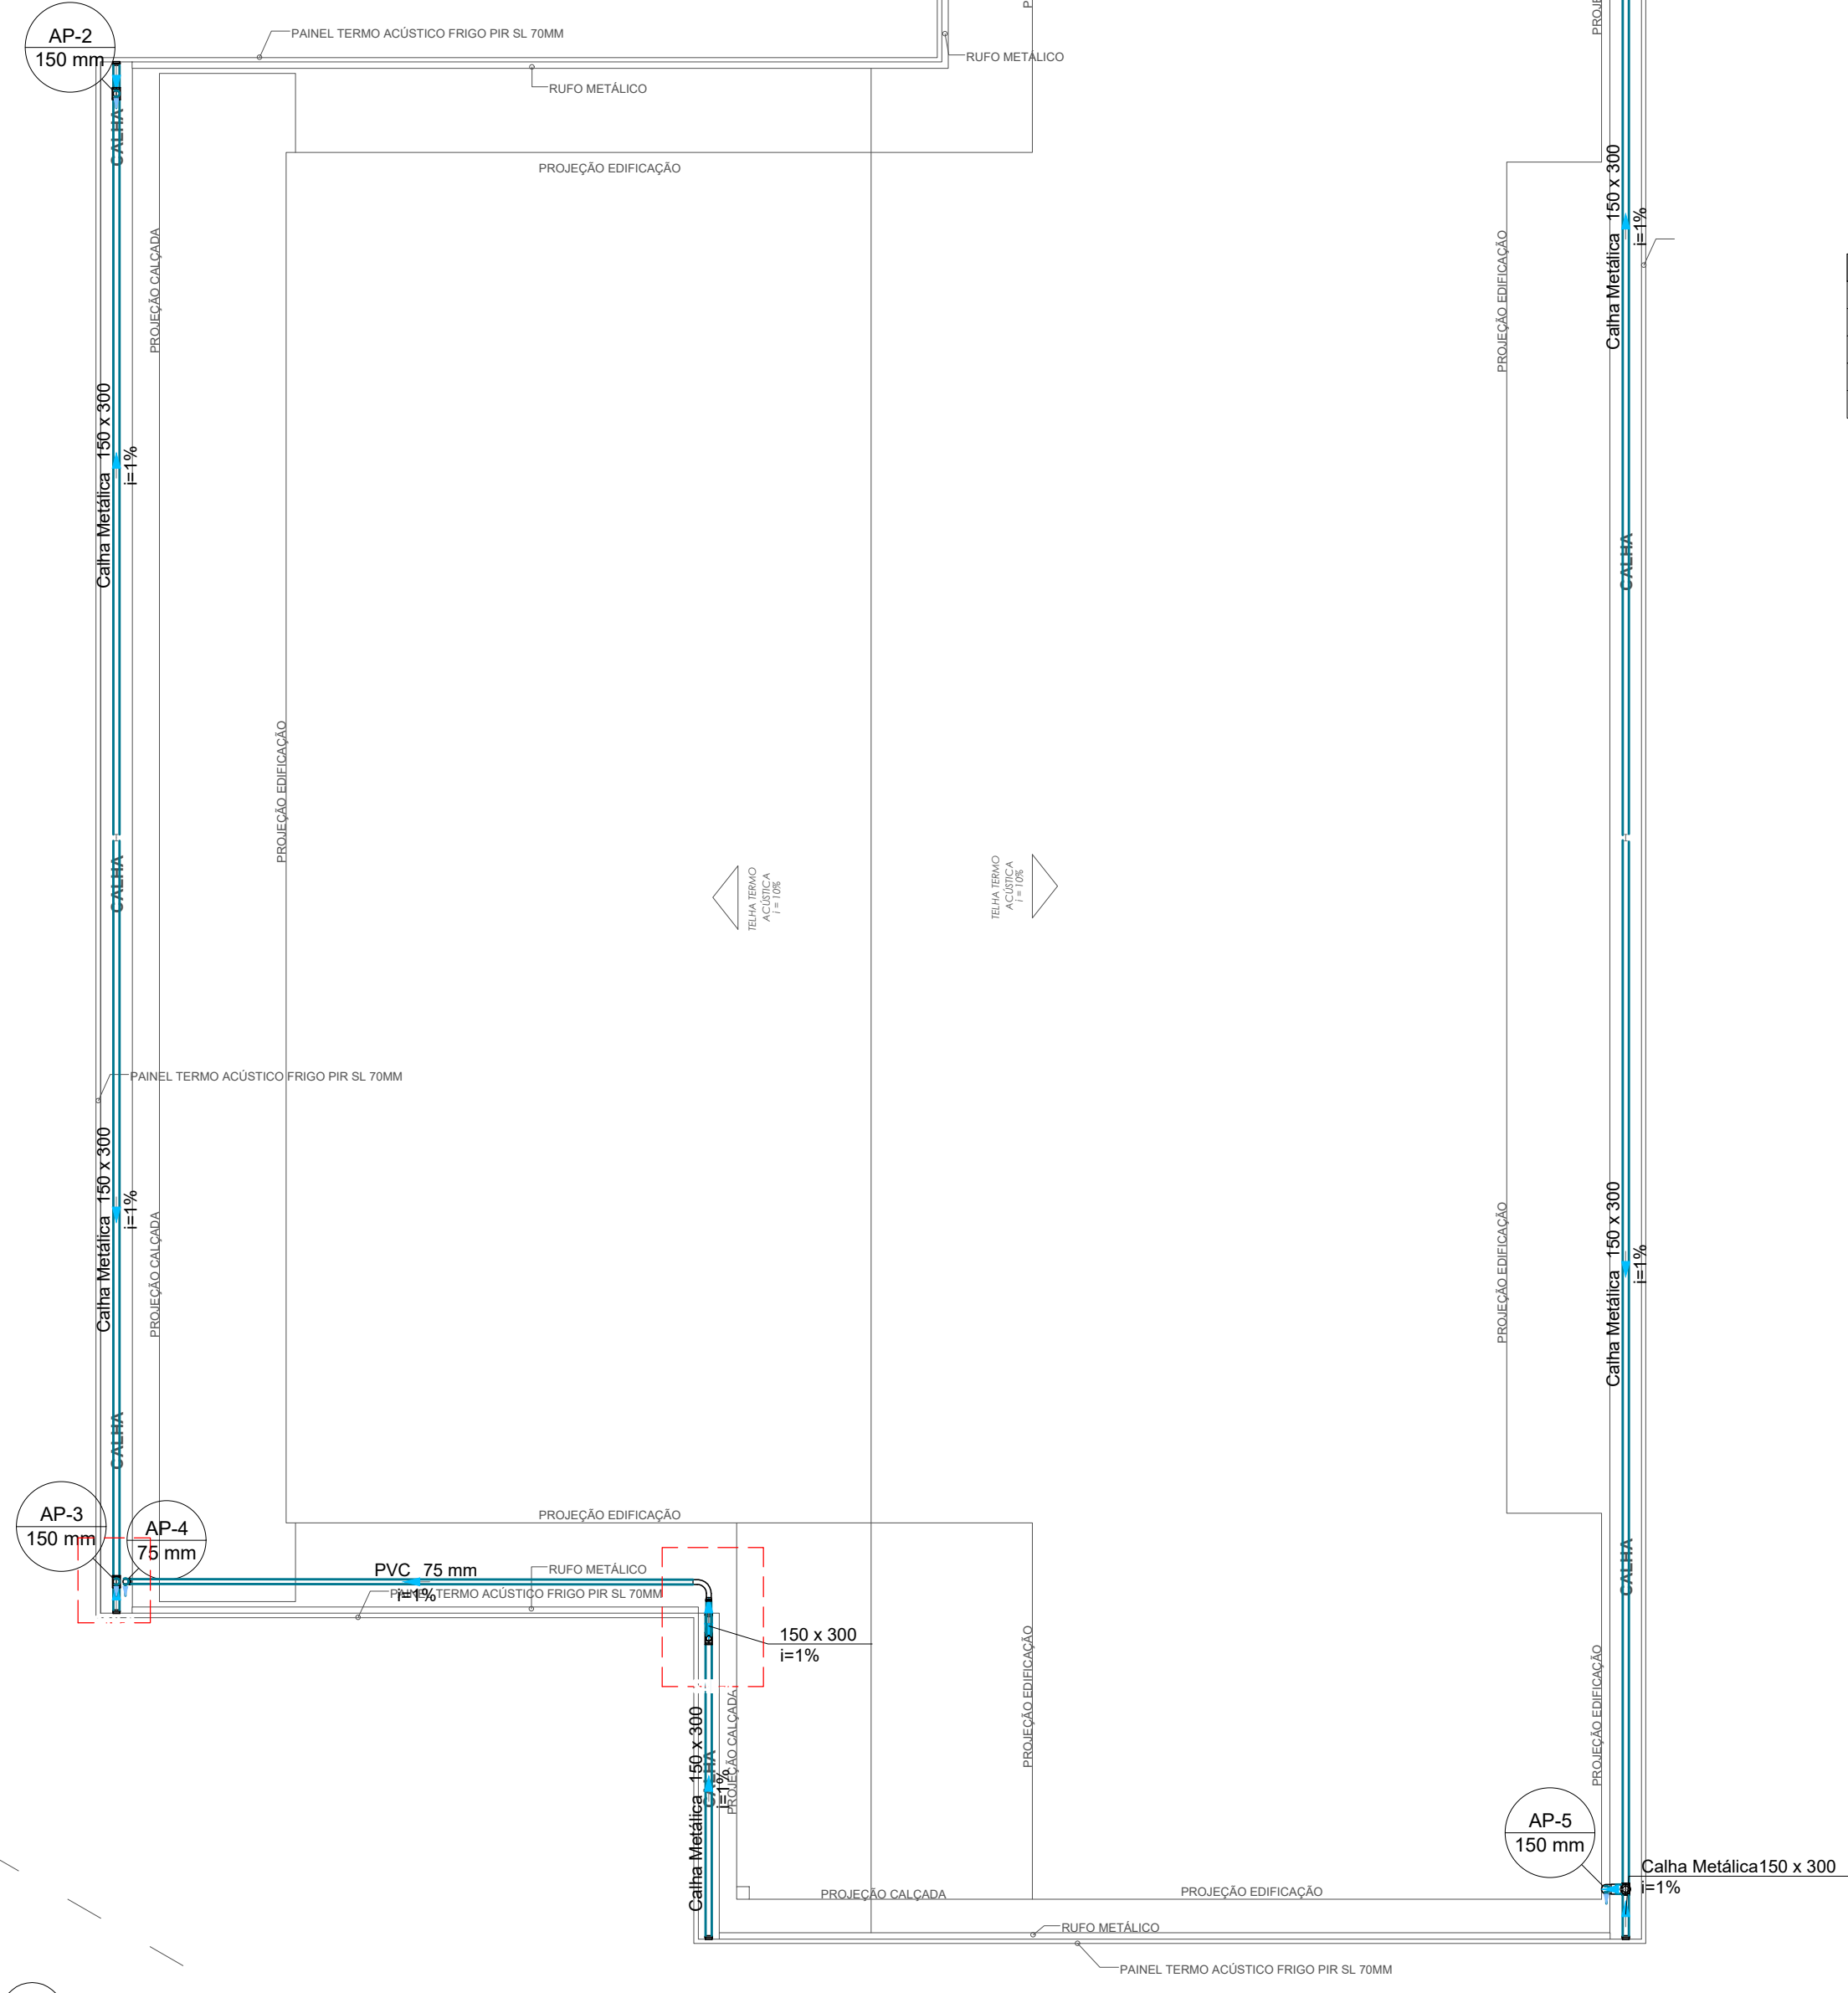 AP-2
150 mm
PAINEL TERMO ACÚSTICO FRIGO PIR SL 70MM
RUFO METÁLICO
RUFO METÁLICO
CALHA
PROJEÇÃO EDIFICAÇÃO
PROJEÇÃO CALÇADA
Calha Metálica 150 x 300
i=1%
PROJEÇÃO EDIFICAÇÃO
Calha Metálica 150 x 300
i=1%
Calha Metálica 150 x 300
i=1%
CALHA
PROJEÇÃO EDIFICAÇÃO
CALHA
TELHA TERMO
ACÚSTICA
i = 10%
TELHA TERMO
ACÚSTICA
i = 10%
PAINEL TERMO ACÚSTICO FRIGO PIR SL 70MM
Calha Metálica 150 x 300
i=1%
PROJEÇÃO CALÇADA
PROJEÇÃO EDIFICAÇÃO
Calha Metálica 150 x 300
i=1%
CALHA
AP-3
150 mm
AP-4
75 mm
PROJEÇÃO EDIFICAÇÃO
PVC 75 mm
i=1%
RUFO METÁLICO
PAINEL TERMO ACÚSTICO FRIGO PIR SL 70MM
CALHA
150 x 300
i=1%
Calha Metálica 150 x 300
CALHA
i=1%
PROJEÇÃO CALÇADA
PROJEÇÃO EDIFICAÇÃO
PROJEÇÃO EDIFICAÇÃO
AP-5
150 mm
Calha Metálica150 x 300
i=1%
PROJEÇÃO CALÇADA
PROJEÇÃO EDIFICAÇÃO
RUFO METÁLICO
PAINEL TERMO ACÚSTICO FRIGO PIR SL 70MM